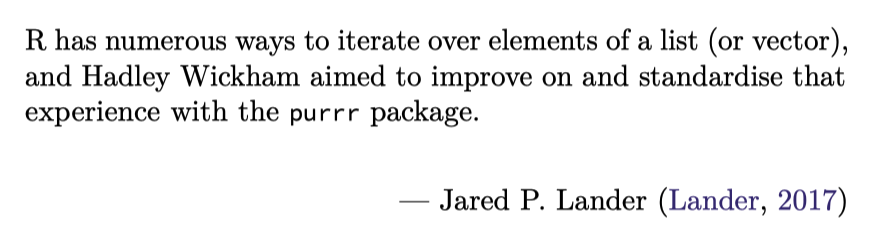 R has numerous ways to iterate over elements of a list (or vector),
and Hadley Wickham aimed to improve on and standardise that
experience with the purrr package.
— Jared P. Lander (Lander, 2017)